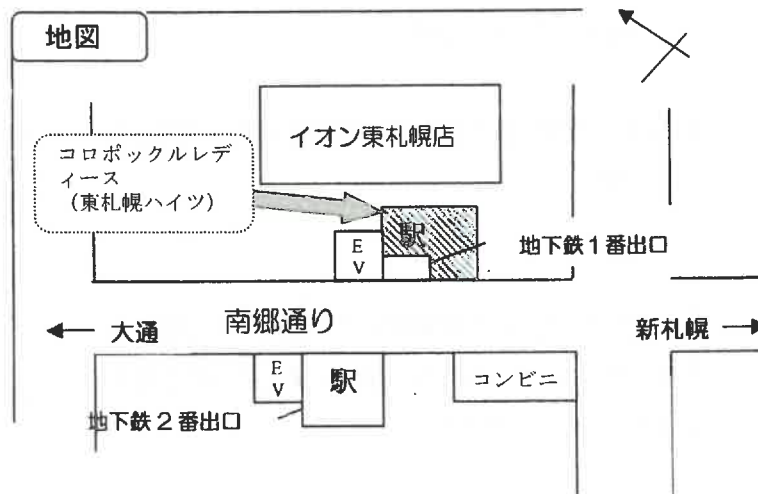 地図
イオン東札幌店
コロポックルレデ
ィース
(東札幌ハイツ)
駅
E
V
地下鉄1番出口
大通
南郷通り
新札幌
E
V
駅
コンビニ
地下鉄2番出口